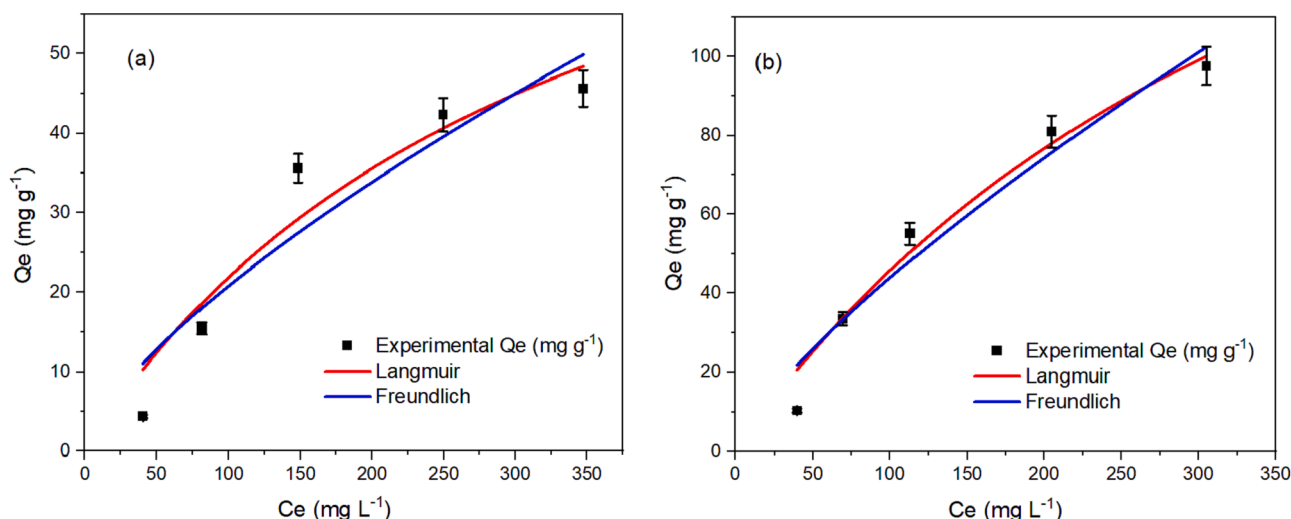 (a)
50
40
30
20
10
0
Qe (mg g⁻¹)
Experimental Qe (mg g⁻¹)
Langmuir
Freundlich
0 50 100 150 200 250 300 350
Ce (mg L⁻¹)
(b)
100
80
60
40
20
0
Qe (mg g⁻¹)
Experimental Qe (mg g⁻¹)
Langmuir
Freundlich
0 50 100 150 200 250 300 350
Ce (mg L⁻¹)